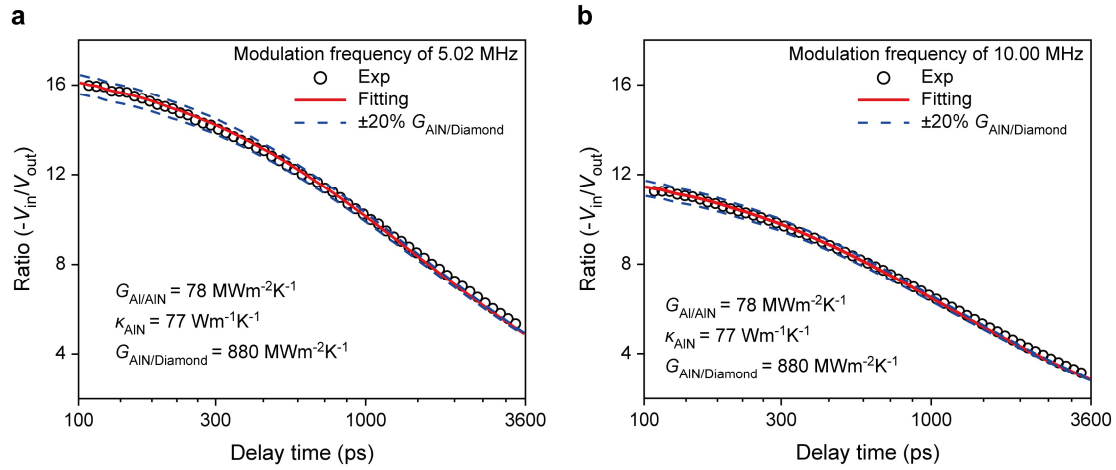 a
Modulation frequency of 5.02 MHz
Exp
Fitting
±20% G_AlN/Diamond
Ratio (-V_in/V_out)
16
12
8
4
G_Al/AlN = 78 MWm⁻²K⁻¹
κ_AlN = 77 Wm⁻¹K⁻¹
G_AlN/Diamond = 880 MWm⁻²K⁻¹
100 300 1000 3600
Delay time (ps)
b
Modulation frequency of 10.00 MHz
Exp
Fitting
±20% G_AlN/Diamond
Ratio (-V_in/V_out)
16
12
8
4
G_Al/AlN = 78 MWm⁻²K⁻¹
κ_AlN = 77 Wm⁻¹K⁻¹
G_AlN/Diamond = 880 MWm⁻²K⁻¹
100 300 1000 3600
Delay time (ps)